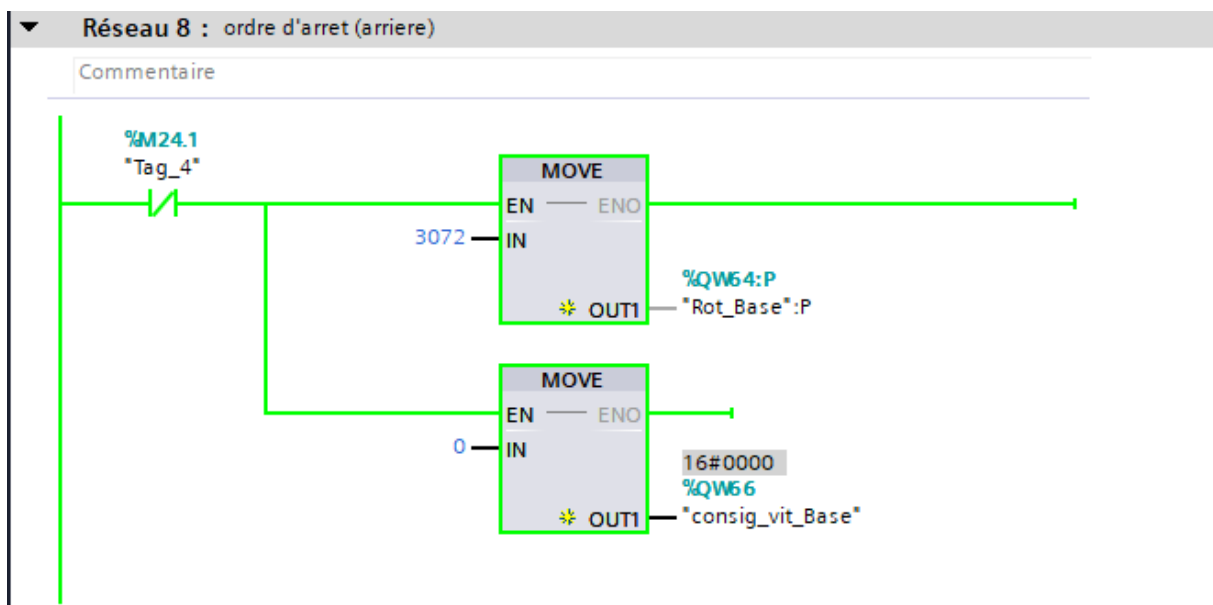 Réseau 8 : ordre d'arret (arriere)
Commentaire
%M24.1
"Tag_4"
MOVE
EN ENO
3072 IN
%QW64:P
OUT1 "Rot_Base":P
MOVE
EN ENO
0 IN
16#0000
%QW66
OUT1 "consig_vit_Base"